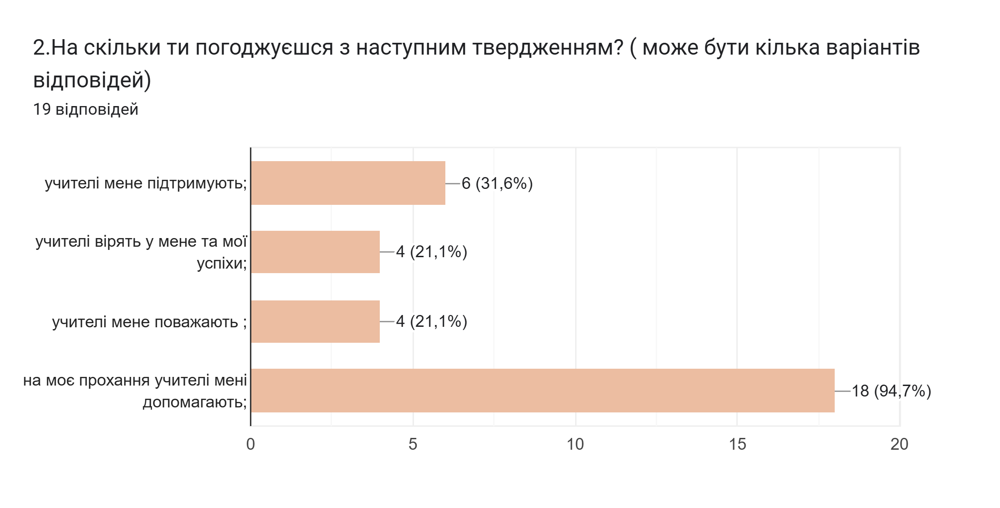 2.На скільки ти погоджуєшся з наступним твердженням? ( може бути кілька варіантів
відповідей)
19 відповідей
учителі мене підтримують;
6 (31,6%)
учителі вірять у мене та мої
успіхи;
4 (21,1%)
учителі мене поважають ;
4 (21,1%)
на моє прохання учителі мені
допомагають;
18 (94,7%)
0
5
10
15
20